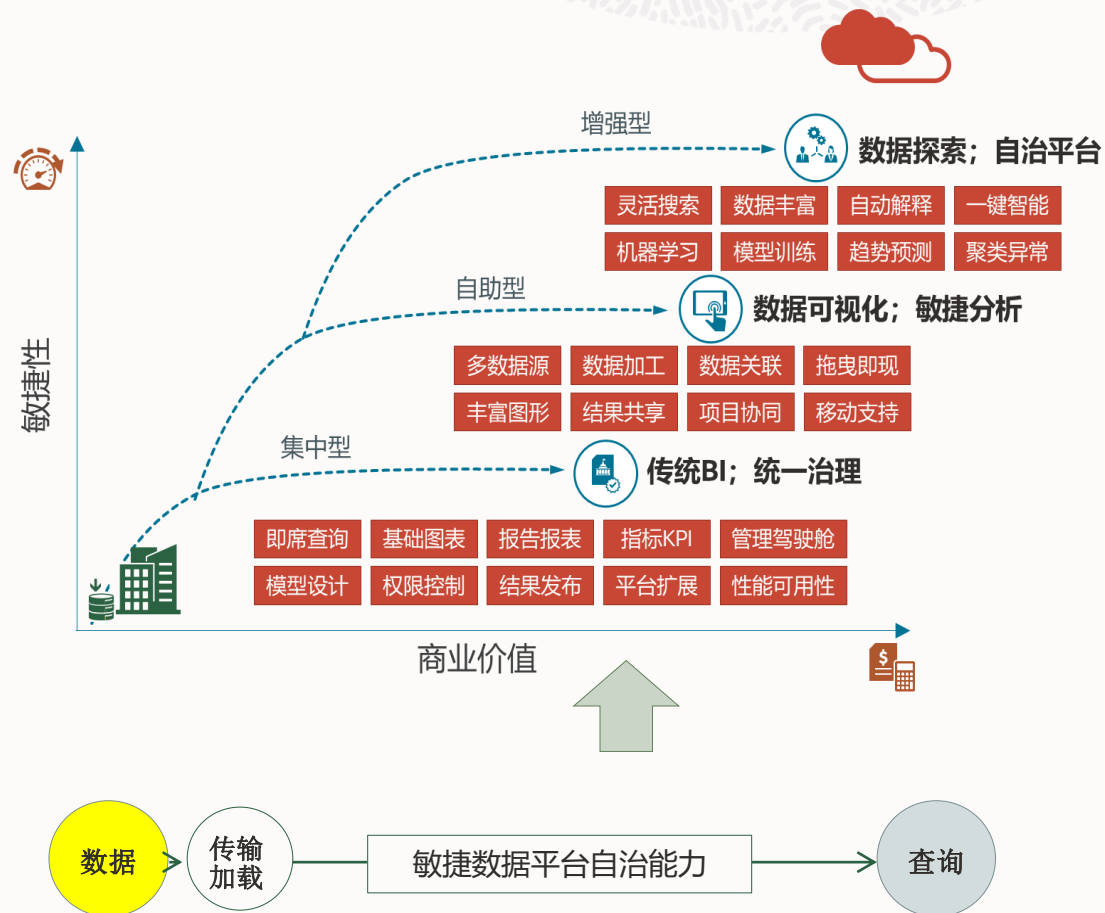 增强型
数据探索；自治平台
灵活搜索 数据丰富 自动解释 一键智能
机器学习 模型训练 趋势预测 聚类异常
自助型
数据可视化；敏捷分析
多数据源 数据加工 数据关联 拖曳即现
丰富图形 结果共享 项目协同 移动支持
敏捷性
集中型
传统BI；统一治理
即席查询 基础图表 报告报表 指标KPI 管理驾驶舱
模型设计 权限控制 结果发布 平台扩展 性能可用性
商业价值
$
数据
传输
加载
敏捷数据平台自治能力
查询